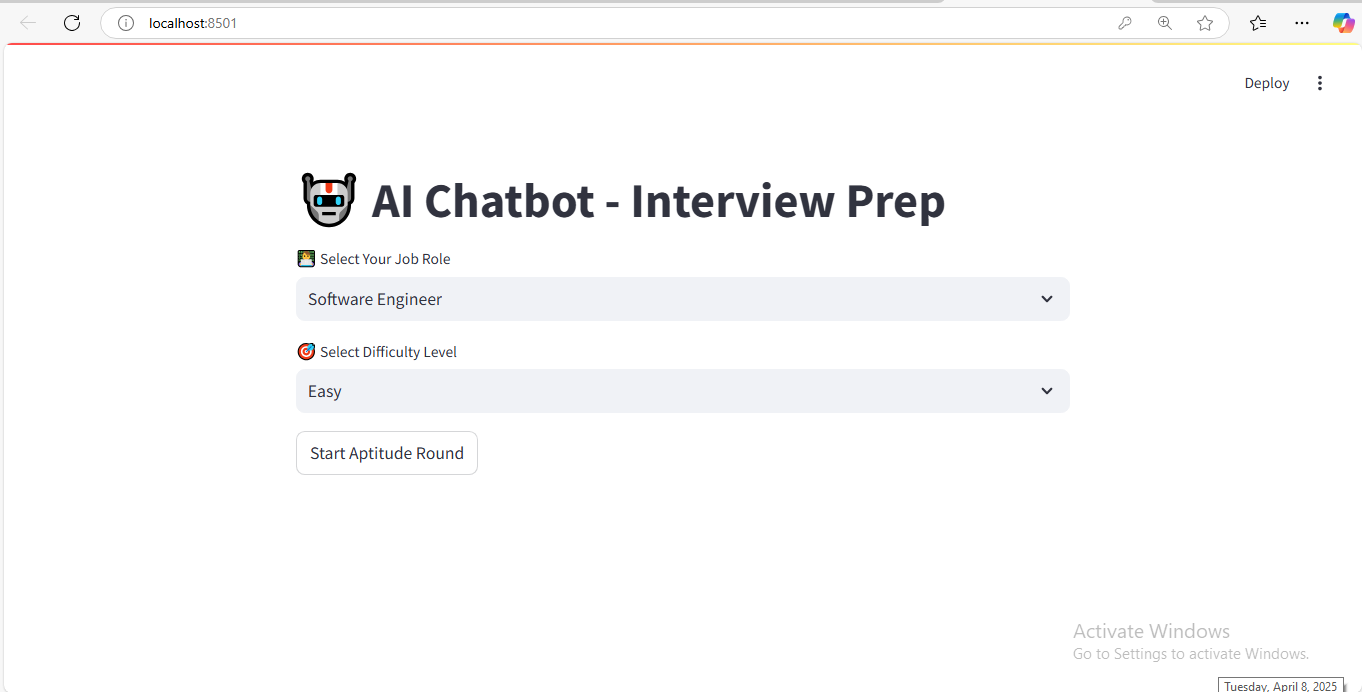 localhost:8501
Deploy
AI Chatbot - Interview Prep
Select Your Job Role
Software Engineer
Select Difficulty Level
Easy
Start Aptitude Round
Activate Windows
Go to Settings to activate Windows.
Tuesday, April 8, 2025